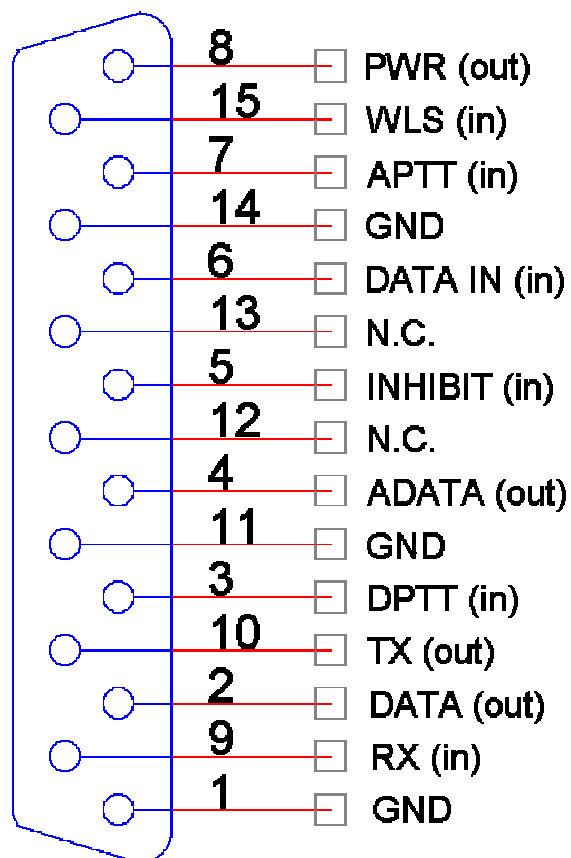 8 PWR (out)
15 WLS (in)
7 APTT (in)
14 GND
6 DATA IN (in)
13 N.C.
5 INHIBIT (in)
12 N.C.
4 ADATA (out)
11 GND
3 DPTT (in)
10 TX (out)
2 DATA (out)
9 RX (in)
1 GND